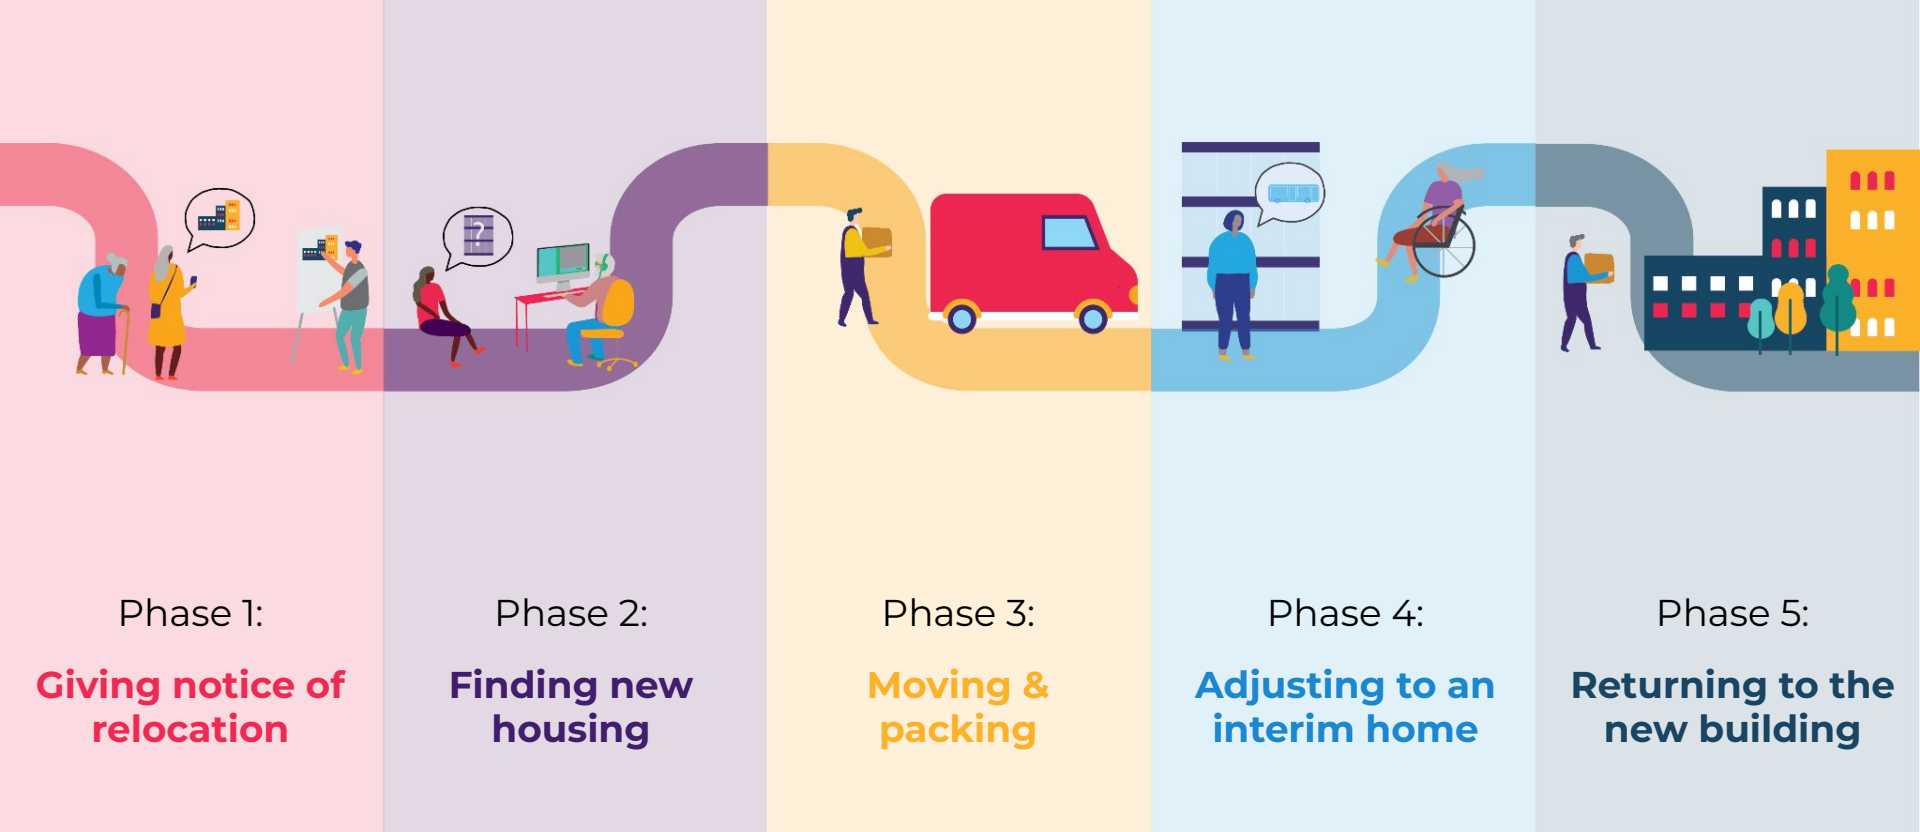 ?
Phase 1:
Giving notice of
relocation
Phase 2:
Finding new
housing
Phase 3:
Moving &
packing
Phase 4:
Adjusting to an
interim home
Phase 5:
Returning to the
new building